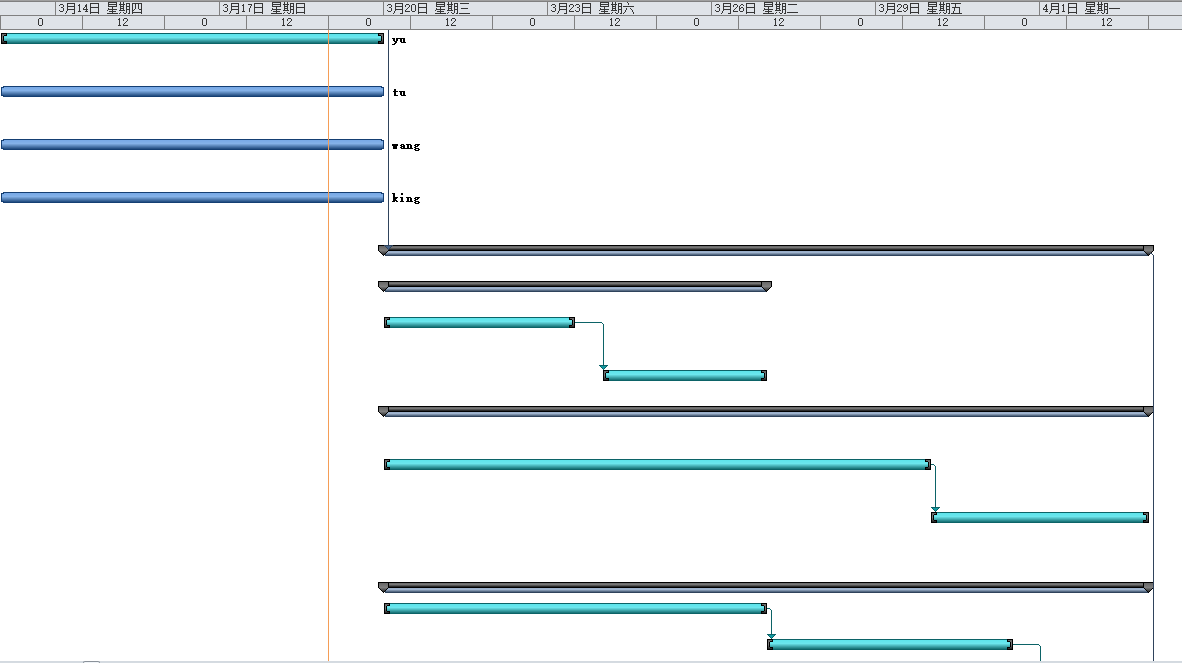 3月14日 星期四 3月17日 星期日 3月20日 星期三 3月23日 星期六 3月26日 星期二 3月29日 星期五 4月1日 星期一
0 12 0 12 0 12 0 12 0 12 0 12 0 12
yu
tu
wang
king